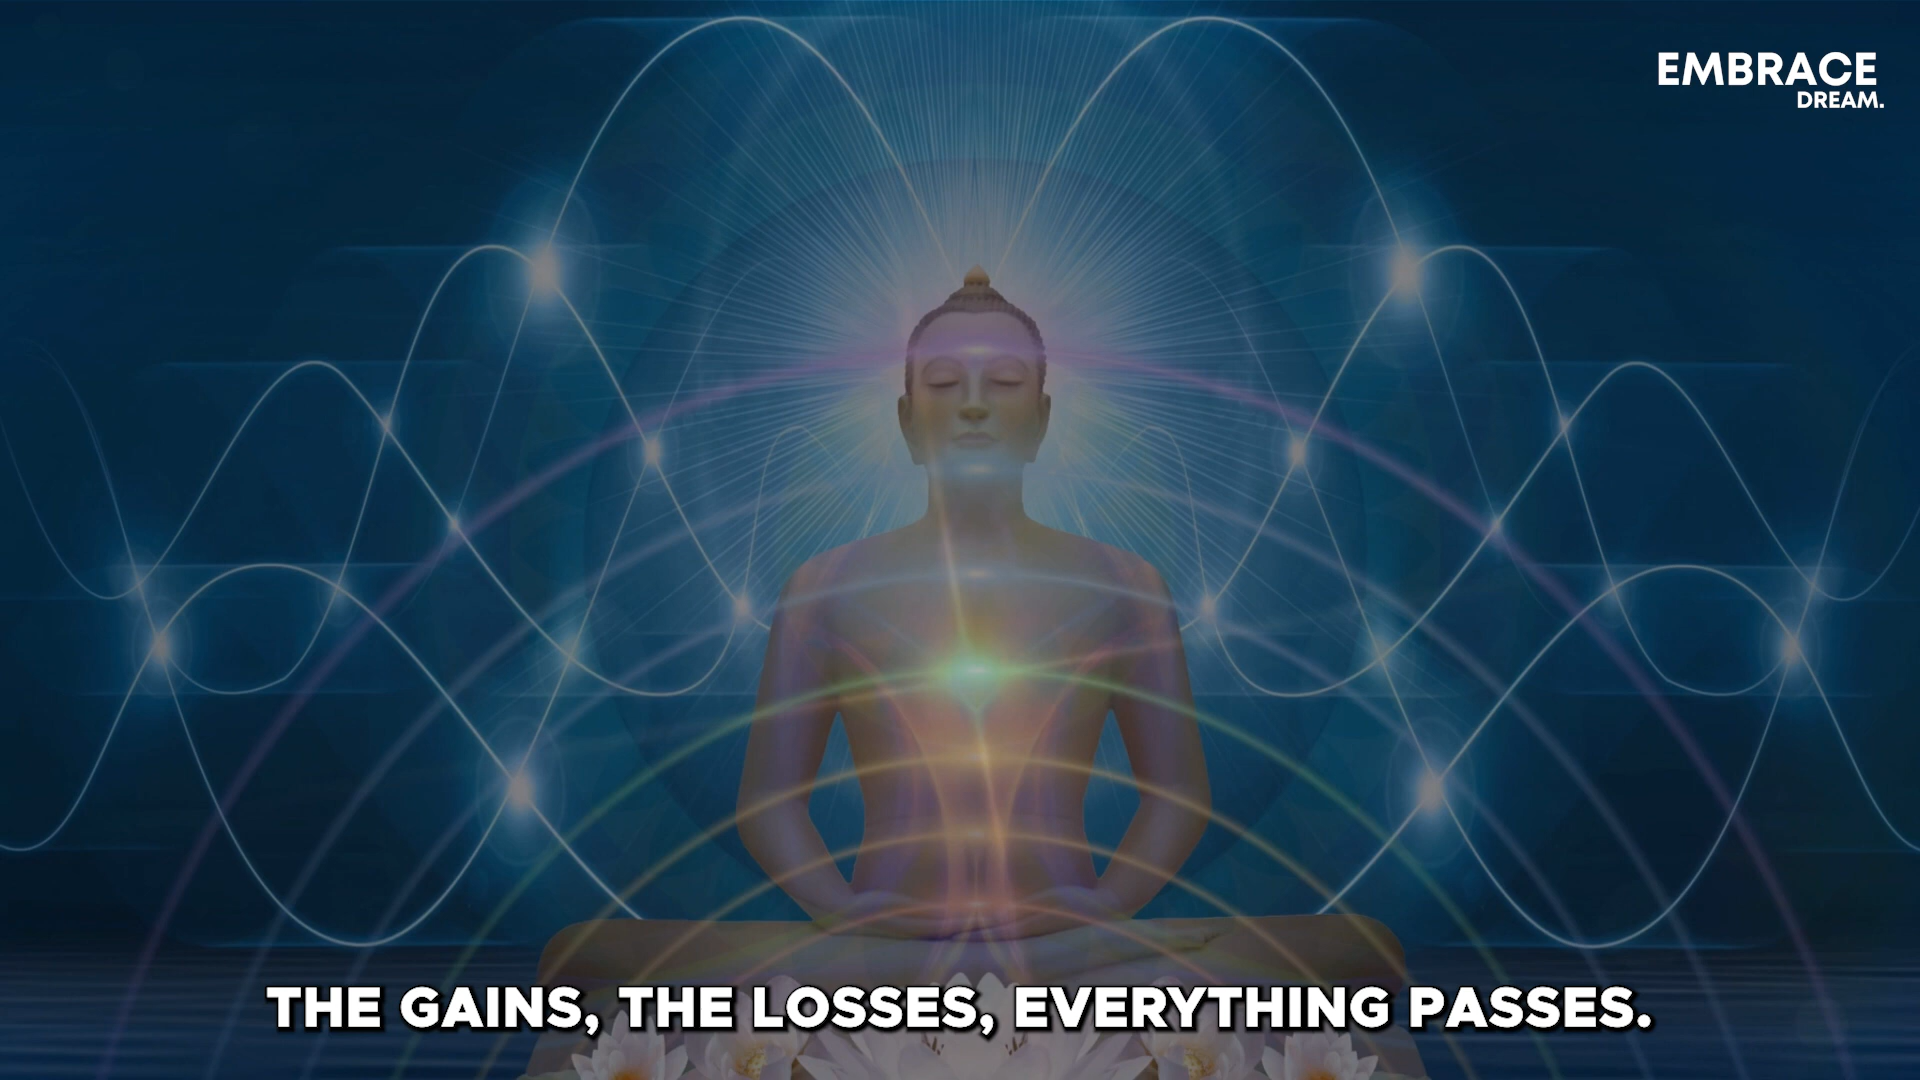 EMBRACE
DREAM.
THE GAINS, THE LOSSES, EVERYTHING PASSES.